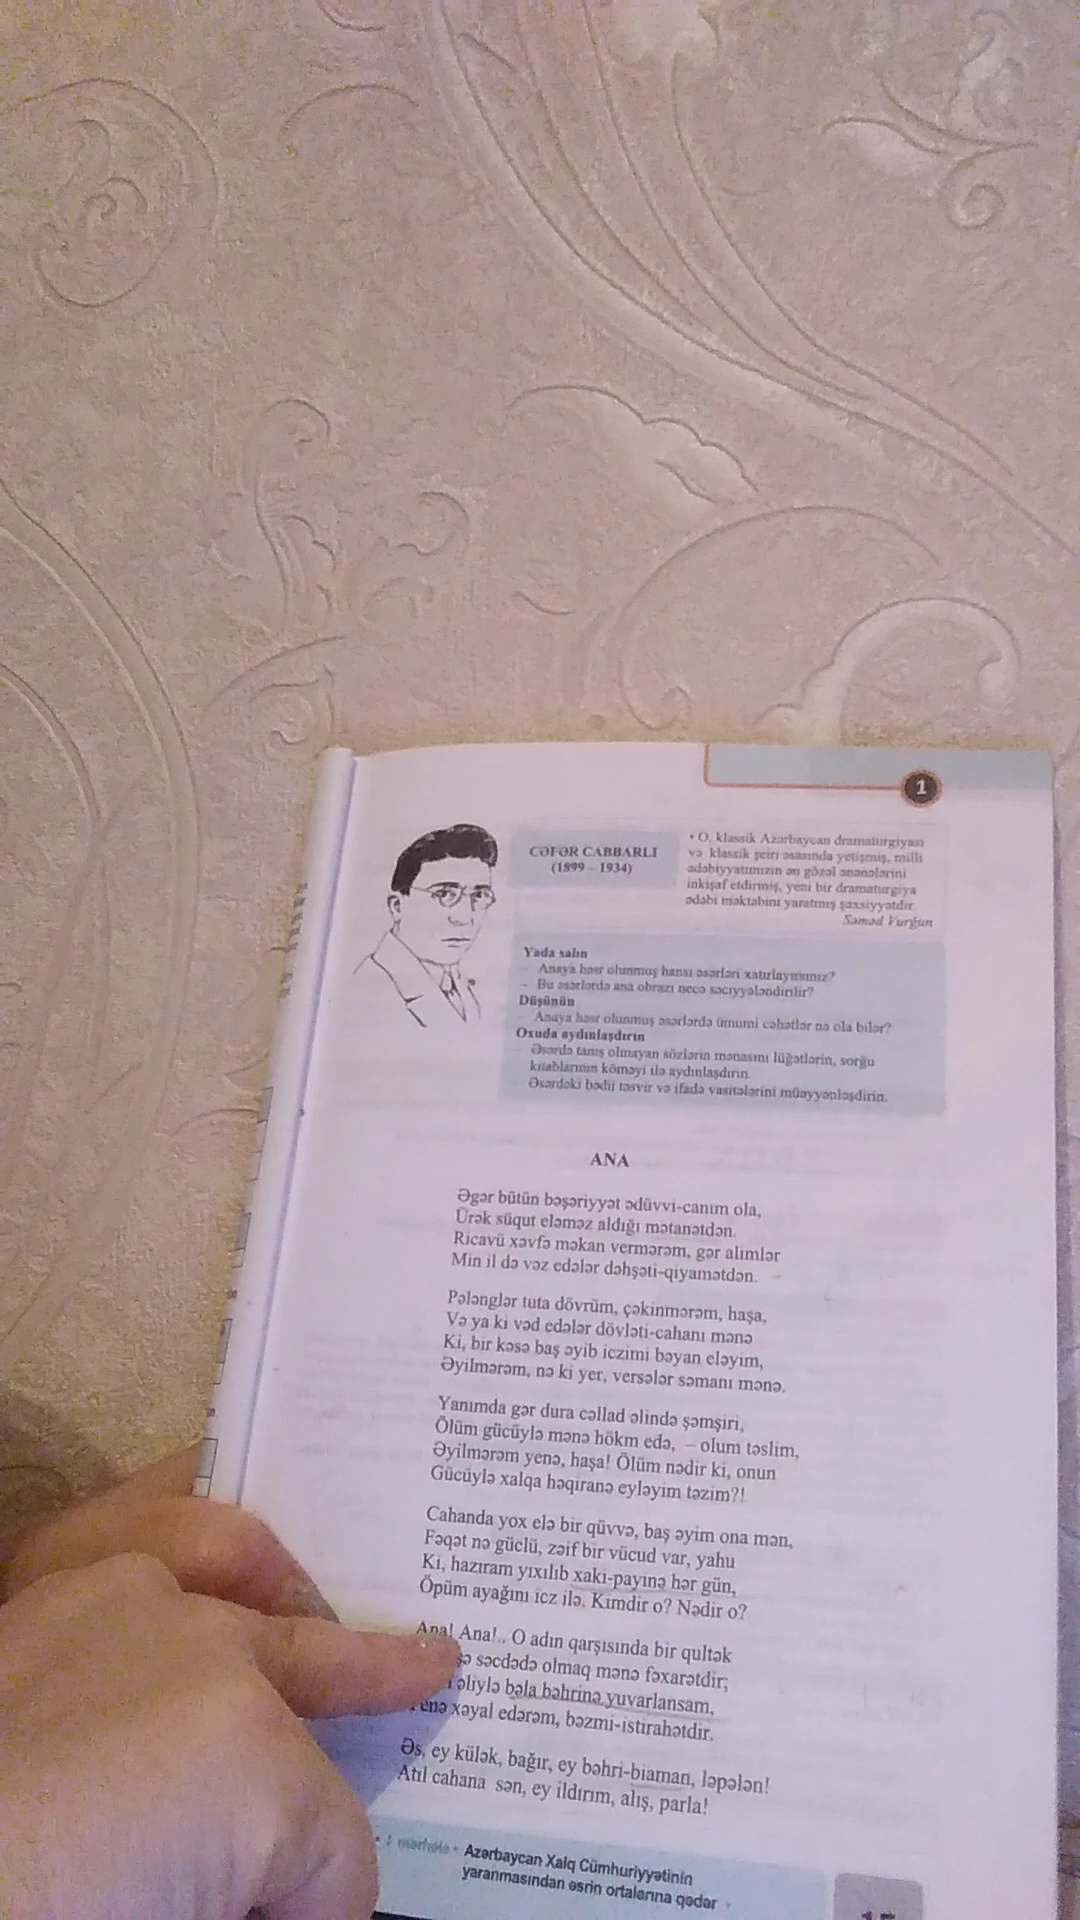 1
CƏFƏR CABBARLI
(1899 – 1934)
• O, klassik Azərbaycan dramaturgiyası
və klassik şeiri əsasında yetişmiş, milli
ədəbiyyatımızın ən gözəl ənənələrini
inkişaf etdirmiş, yeni bir dramaturgiya
ədəbi məktəbini yaratmış şəxsiyyətdir.
Səməd Vurğun
Yada salın
– Anaya həsr olunmuş hansı əsərləri xatırlayırsınız?
– Bu əsərlərdə ana obrazı necə səciyyələndirilir?
Düşünün
– Anaya həsr olunmuş əsərlərdə ümumi cəhətlər nə ola bilər?
Oxuda aydınlaşdırın
– Əsərdə tanış olmayan sözlərin mənasını lüğətlərin, sorğu
kitablarının köməyi ilə aydınlaşdırın.
Əsərdəki bədii təsvir və ifadə vasitələrini müəyyənləşdirin.
ANA
Əgər bütün bəşəriyyət ədüvvi-canım ola,
Ürək süqut eləməz aldığı mətanətdən.
Ricavü xəvfə məkan vermərəm, gər alimlər
Min il də vəz edələr dəhşəti-qiyamətdən.
Pələnglər tuta dövrüm, çəkinmərəm, haşa,
Və ya ki vəd edələr dövləti-cahanı mənə
Ki, bir kəsə baş əyib iczimi bəyan eləyim,
Əyilmərəm, nə ki yer, versələr səmanı mənə.
Yanımda gər dura cəllad əlində şəmşiri,
Ölüm gücüylə mənə hökm edə, – olum təslim,
Əyilmərəm yenə, haşa! Ölüm nədir ki, onun
Gücüylə xalqa həqiranə eyləyim təzim?!
Cahanda yox elə bir qüvvə, baş əyim ona mən,
Fəqət nə güclü, zəif bir vücud var, yahu
Ki, hazıram yıxılıb xaki-payınə hər gün,
Öpüm ayağını icz ilə. Kimdir o? Nədir o?
Ana! Ana!.. O adın qarşısında bir qultək
səcdədə olmaq mənə fəxarətdir;
əliylə bəla bəhrinə yuvarlansam,
xəyal edərəm, bəzmi-istirahətdir.
Əs, ey külək, bağır, ey bəhri-biaman, ləpələn!
Atıl cahana sən, ey ildırım, alış, parla!
• I mərhələ • Azərbaycan Xalq Cümhuriyyətinin
yaranmasından əsrin ortalarına qədər